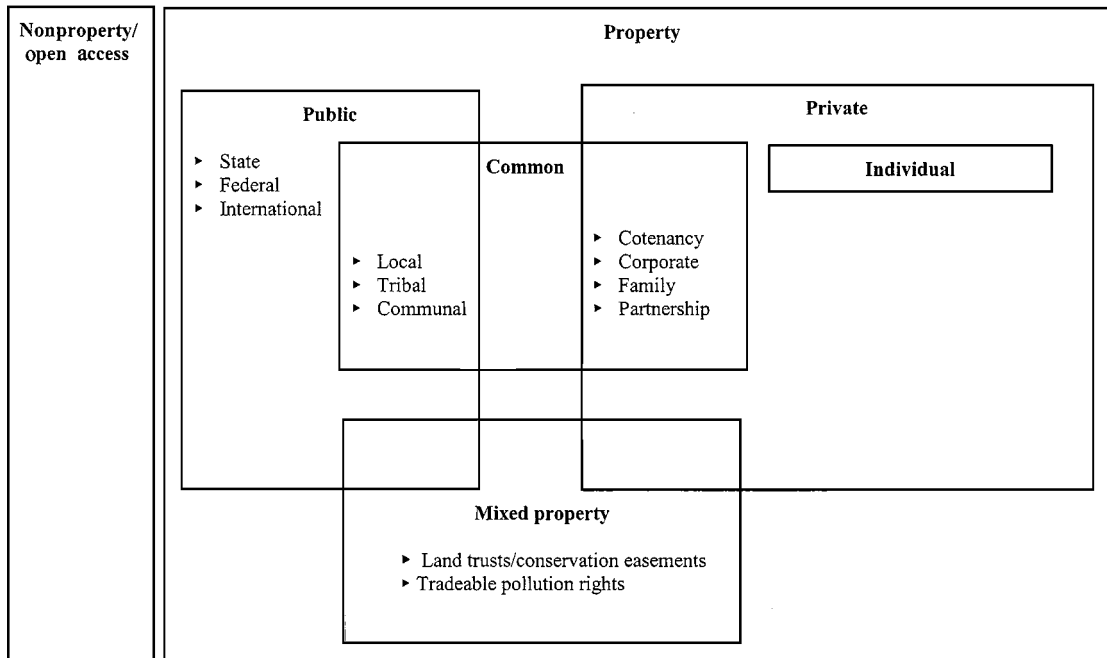 Nonproperty/
open access
Property
Public
▸ State
▸ Federal
▸ International
Common
▸ Local
▸ Tribal
▸ Communal
Private
Individual
▸ Cotenancy
▸ Corporate
▸ Family
▸ Partnership
Mixed property
▸ Land trusts/conservation easements
▸ Tradeable pollution rights